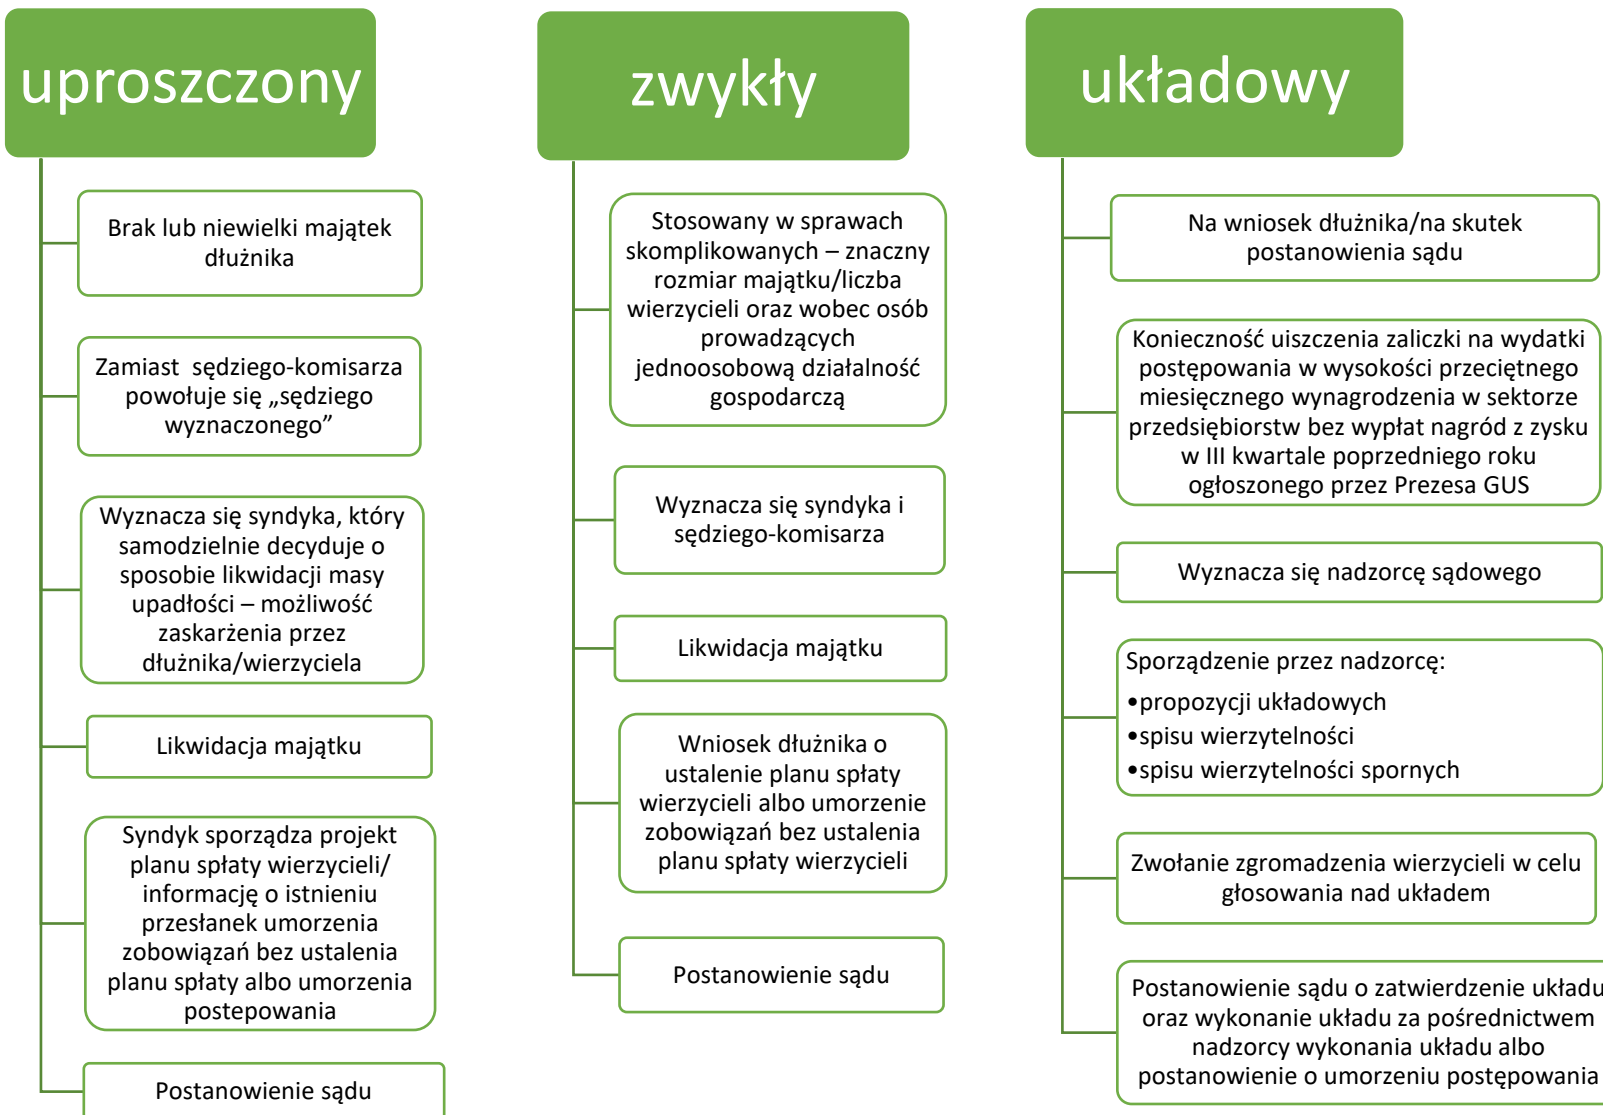 uproszczony
Brak lub niewielki majątek
dłużnika
Zamiast sędziego-komisarza
powołuje się „sędziego
wyznaczonego”
Wyznacza się syndyka, który
samodzielnie decyduje o
sposobie likwidacji masy
upadłości – możliwość
zaskarżenia przez
dłużnika/wierzyciela
Likwidacja majątku
Syndyk sporządza projekt
planu spłaty wierzycieli/
informację o istnieniu
przesłanek umorzenia
zobowiązań bez ustalenia
planu spłaty albo umorzenia
postepowania
Postanowienie sądu
zwykły
Stosowany w sprawach
skomplikowanych – znaczny
rozmiar majątku/liczba
wierzycieli oraz wobec osób
prowadzących
jednoosobową działalność
gospodarczą
Wyznacza się syndyka i
sędziego-komisarza
Likwidacja majątku
Wniosek dłużnika o
ustalenie planu spłaty
wierzycieli albo umorzenie
zobowiązań bez ustalenia
planu spłaty wierzycieli
Postanowienie sądu
układowy
Na wniosek dłużnika/na skutek
postanowienia sądu
Konieczność uiszczenia zaliczki na wydatki
postępowania w wysokości przeciętnego
miesięcznego wynagrodzenia w sektorze
przedsiębiorstw bez wypłat nagród z zysku
w III kwartale poprzedniego roku
ogłoszonego przez Prezesa GUS
Wyznacza się nadzorcę sądowego
Sporządzenie przez nadzorcę:
•propozycji układowych
•spisu wierzytelności
•spisu wierzytelności spornych
Zwołanie zgromadzenia wierzycieli w celu
głosowania nad układem
Postanowienie sądu o zatwierdzenie układu
oraz wykonanie układu za pośrednictwem
nadzorcy wykonania układu albo
postanowienie o umorzeniu postępowania